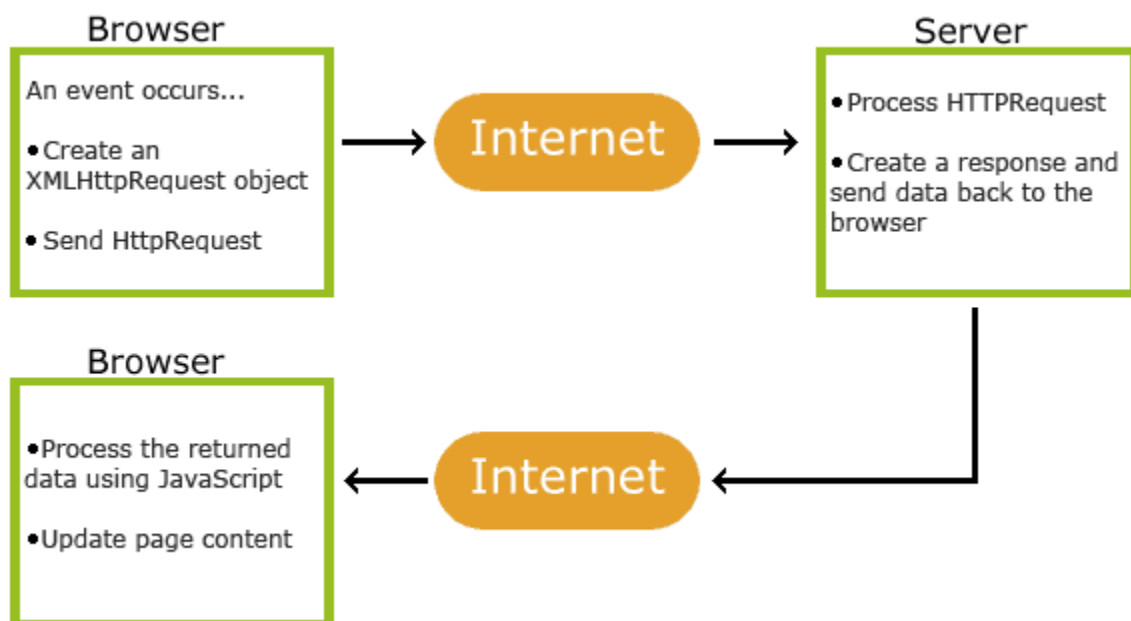 Browser
An event occurs...
•Create an
XMLHttpRequest object
• Send HttpRequest
Internet
Server
•Process HTTPRequest
•Create a response and
send data back to the
browser
Browser
•Process the returned
data using JavaScript
•Update page content
Internet